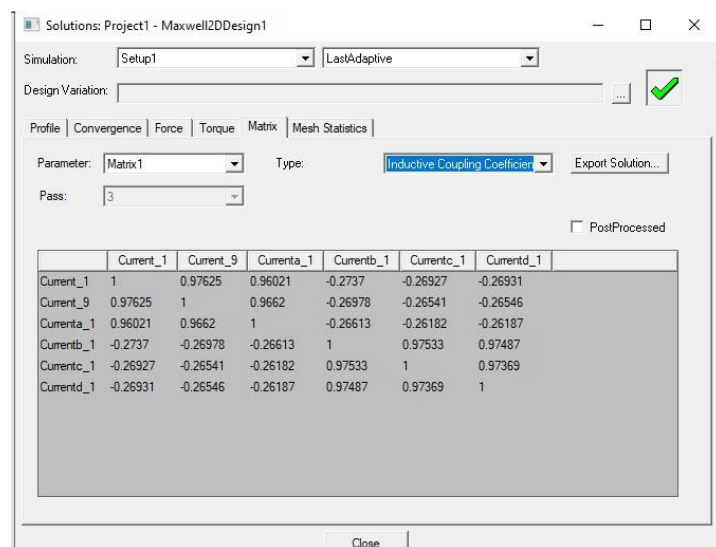 Solutions: Project1 - Maxwell2DDesign1
Simulation: Setup1 LastAdaptive
Design Variation: ...
Profile Convergence Force Torque Matrix Mesh Statistics
Parameter: Matrix1 Type: Inductive Coupling Coefficien Export Solution...
Pass: 3
PostProcessed
Current_1 Current_9 Currenta_1 Currentb_1 Currentc_1 Currentd_1
Current_1 1 0.97625 0.96021 -0.2737 -0.26927 -0.26931
Current_9 0.97625 1 0.9662 -0.26978 -0.26541 -0.26546
Currenta_1 0.96021 0.9662 1 -0.26613 -0.26182 -0.26187
Currentb_1 -0.2737 -0.26978 -0.26613 1 0.97533 0.97487
Currentc_1 -0.26927 -0.26541 -0.26182 0.97533 1 0.97369
Currentd_1 -0.26931 -0.26546 -0.26187 0.97487 0.97369 1
Close